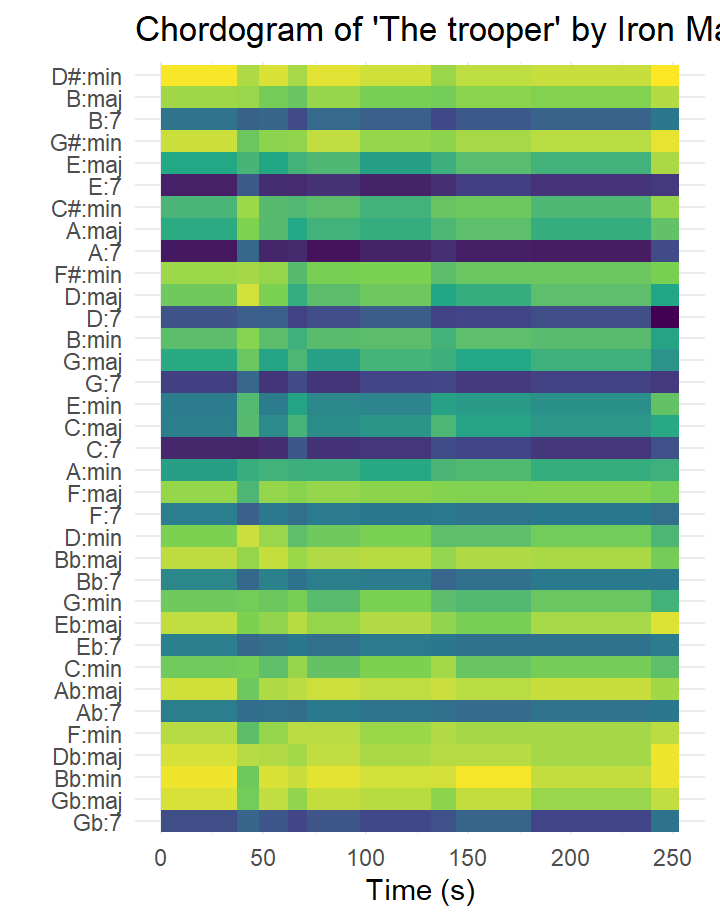 Chordogram of 'The trooper' by Iron Ma
D#:min
B:maj
B:7
G#:min
E:maj
E:7
C#:min
A:maj
A:7
F#:min
D:maj
D:7
B:min
G:maj
G:7
E:min
C:maj
C:7
A:min
F:maj
F:7
D:min
Bb:maj
Bb:7
G:min
Eb:maj
Eb:7
C:min
Ab:maj
Ab:7
F:min
Db:maj
Bb:min
Gb:maj
Gb:7
0 50 100 150 200 250
Time (s)